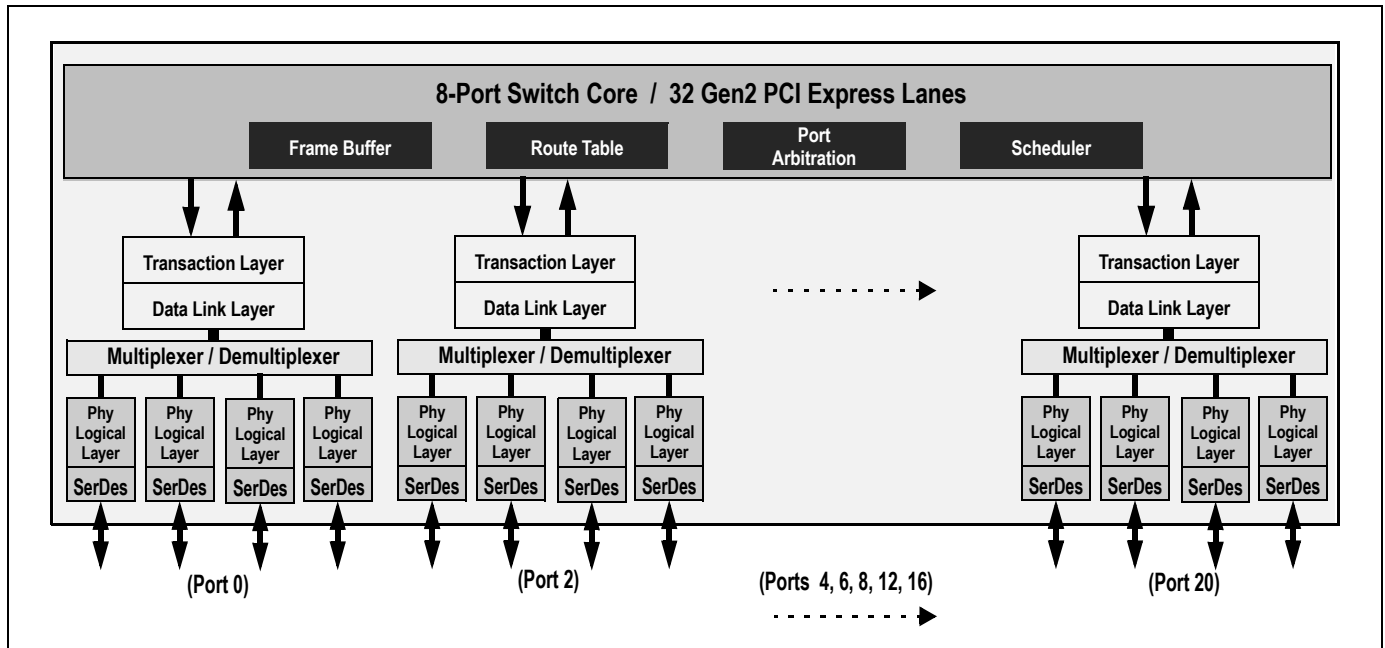 8-Port Switch Core / 32 Gen2 PCI Express Lanes
Frame Buffer
Route Table
Port
Arbitration
Scheduler
Transaction Layer
Data Link Layer
Multiplexer / Demultiplexer
Phy
Logical
Layer
SerDes
Phy
Logical
Layer
SerDes
Phy
Logical
Layer
SerDes
Phy
Logical
Layer
SerDes
(Port 0)
Transaction Layer
Data Link Layer
Multiplexer / Demultiplexer
Phy
Logical
Layer
SerDes
Phy
Logical
Layer
SerDes
Phy
Logical
Layer
SerDes
Phy
Logical
Layer
SerDes
(Port 2)
(Ports 4, 6, 8, 12, 16)
Transaction Layer
Data Link Layer
Multiplexer / Demultiplexer
Phy
Logical
Layer
SerDes
Phy
Logical
Layer
SerDes
Phy
Logical
Layer
SerDes
Phy
Logical
Layer
SerDes
(Port 20)